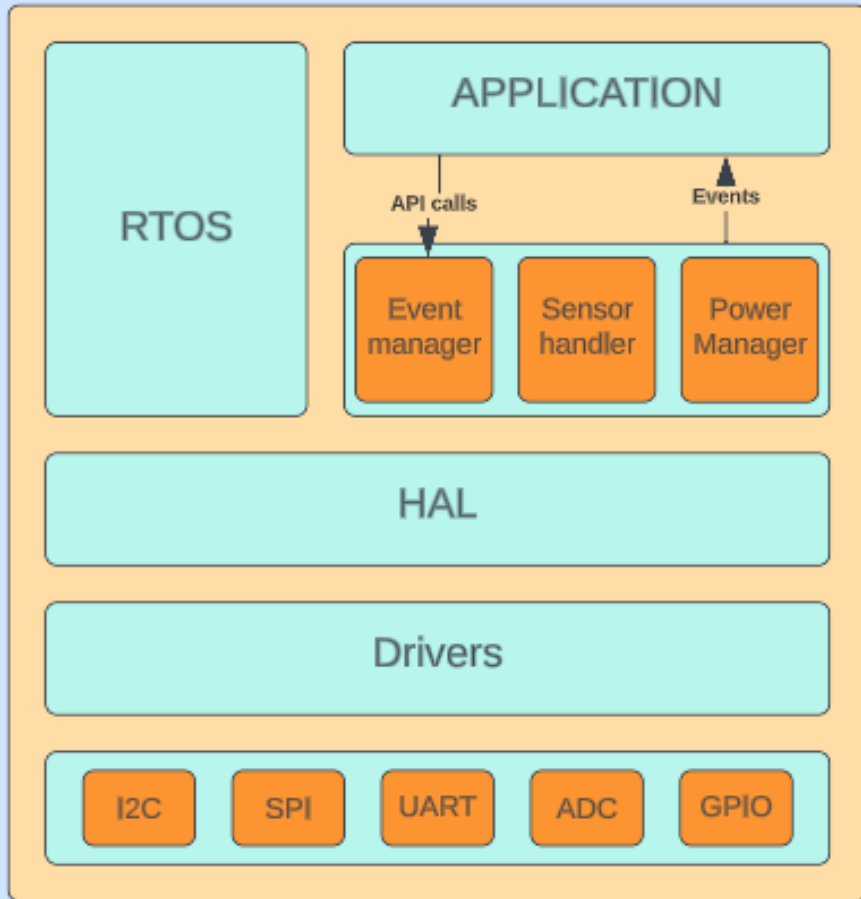 APPLICATION
RTOS
API calls
Events
Event
manager
Sensor
handler
Power
Manager
HAL
Drivers
I2C
SPI
UART
ADC
GPIO